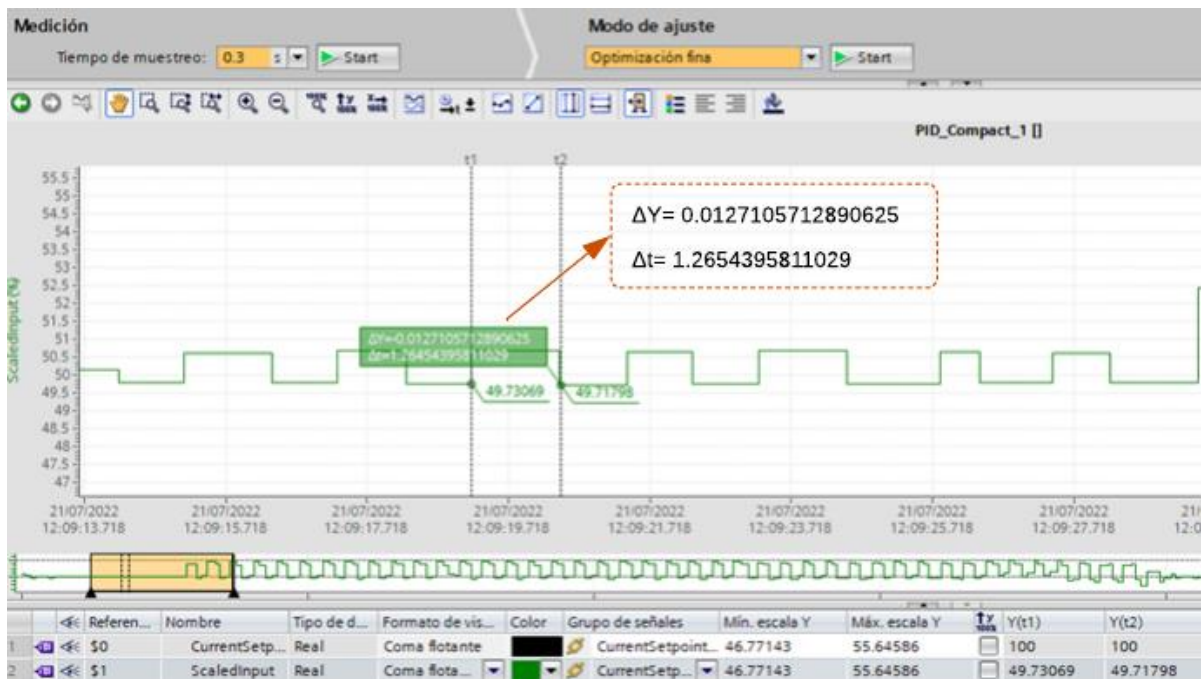 Medición
Modo de ajuste
Tiempo de muestreo: 0.3 s Start
Optimización fina Start
PID_Compact_1 []
t1 t2
55.5
55
54.5
54
53.5
53
52.5
52
51.5
51
50.5
50
49.5
49
48.5
48
47.5
47
ScaledInput (%)
ΔY= 0.0127105712890625
Δt= 1.2654395811029
ΔY=-0.0127105712890625
Δt=1.26454395811029
49.73069
49.71798
21/07/2022 21/07/2022 21/07/2022 21/07/2022 21/07/2022 21/07/2022 21/07/2022 21/07/2022 21/
12:09:13.718 12:09:15.718 12:09:17.718 12:09:19.718 12:09:21.718 12:09:23.718 12:09:25.718 12:09:27.718 12:0
Referen... Nombre Tipo de d... Formato de vis... Color Grupo de señales Mín. escala Y Máx. escala Y Y(t1) Y(t2)
1 $0 CurrentSetp... Real Coma flotante CurrentSetpoint... 46.77143 55.64586 100 100
2 $1 ScaledInput Real Coma flota... CurrentSetp... 46.77143 55.64586 49.73069 49.71798